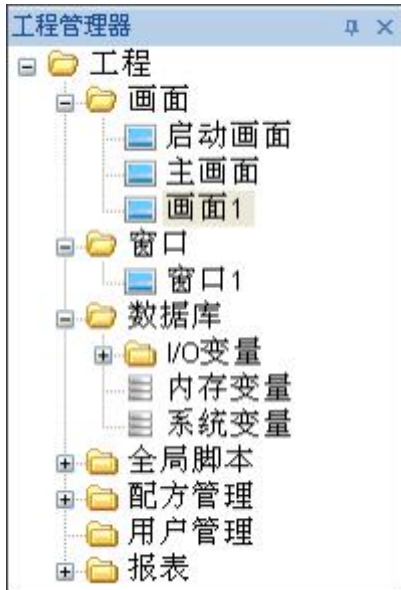 工程管理器
工程
画面
启动画面
主画面
画面1
窗口
窗口1
数据库
I/O变量
内存变量
系统变量
全局脚本
配方管理
用户管理
报表